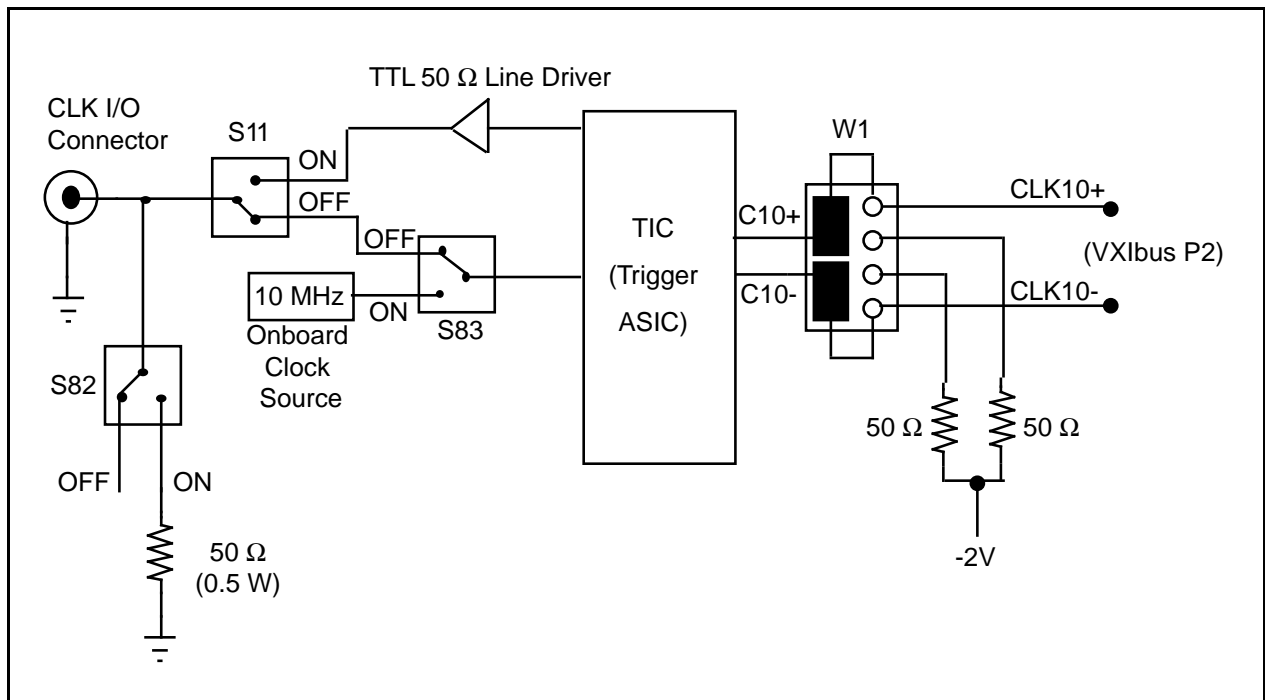 TTL 50 Ω Line Driver
CLK I/O
Connector
S11
ON
OFF
OFF
10 MHz
ON
Onboard
Clock
Source
S83
S82
OFF
ON
50 Ω
(0.5 W)
TIC
(Trigger
ASIC)
W1
C10+
C10-
CLK10+
(VXIbus P2)
CLK10-
50 Ω
50 Ω
-2V